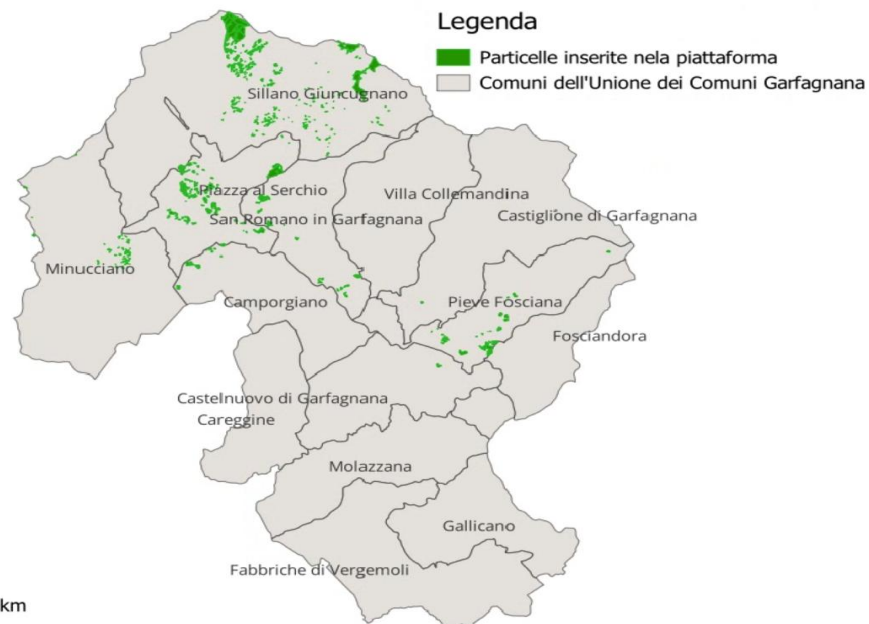 Legenda
Particelle inserite nela piattaforma
Comuni dell'Unione dei Comuni Garfagnana
Sillano Giuncugnano
Piazza al Serchio
Villa Collemandina
San Romano in Garfagnana
Castiglione di Garfagnana
Minucciano
Camporgiano
Pieve Fosciana
Fosciandora
Castelnuovo di Garfagnana
Careggine
Molazzana
Gallicano
Fabbriche di Vergemoli
km